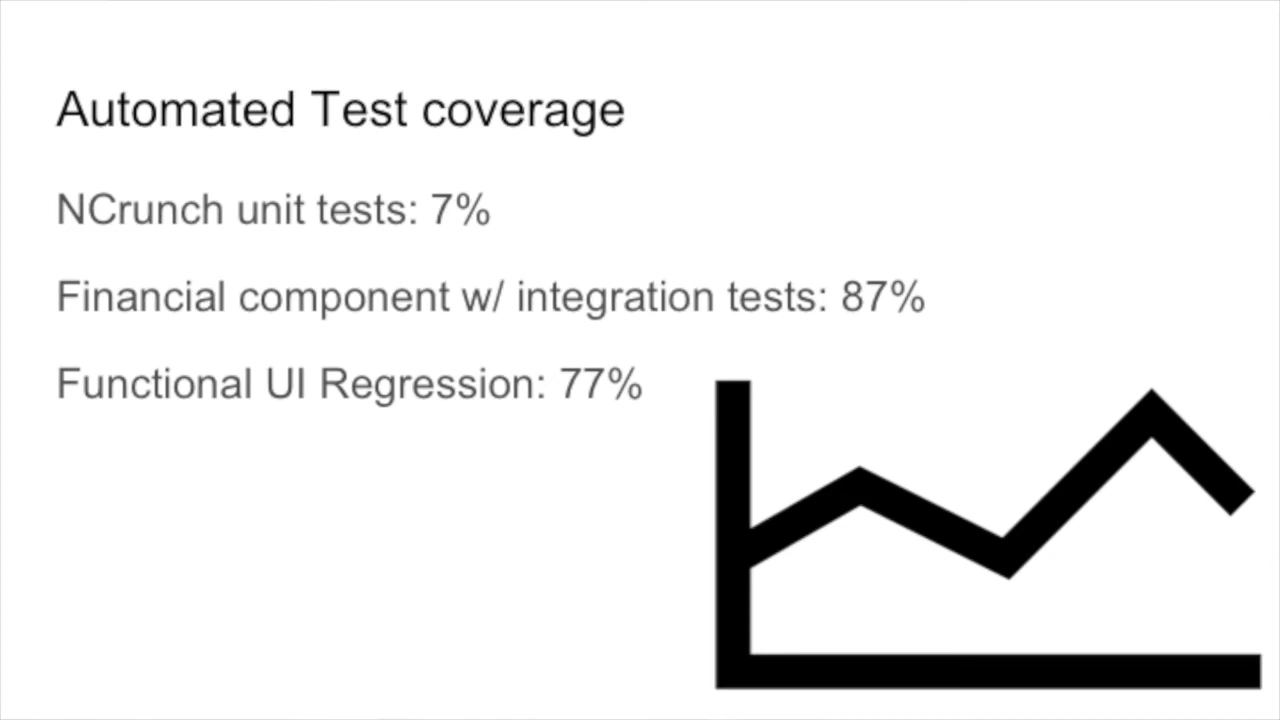 Automated Test coverage
NCrunch unit tests: 7%
Financial component w/ integration tests: 87%
Functional UI Regression: 77%